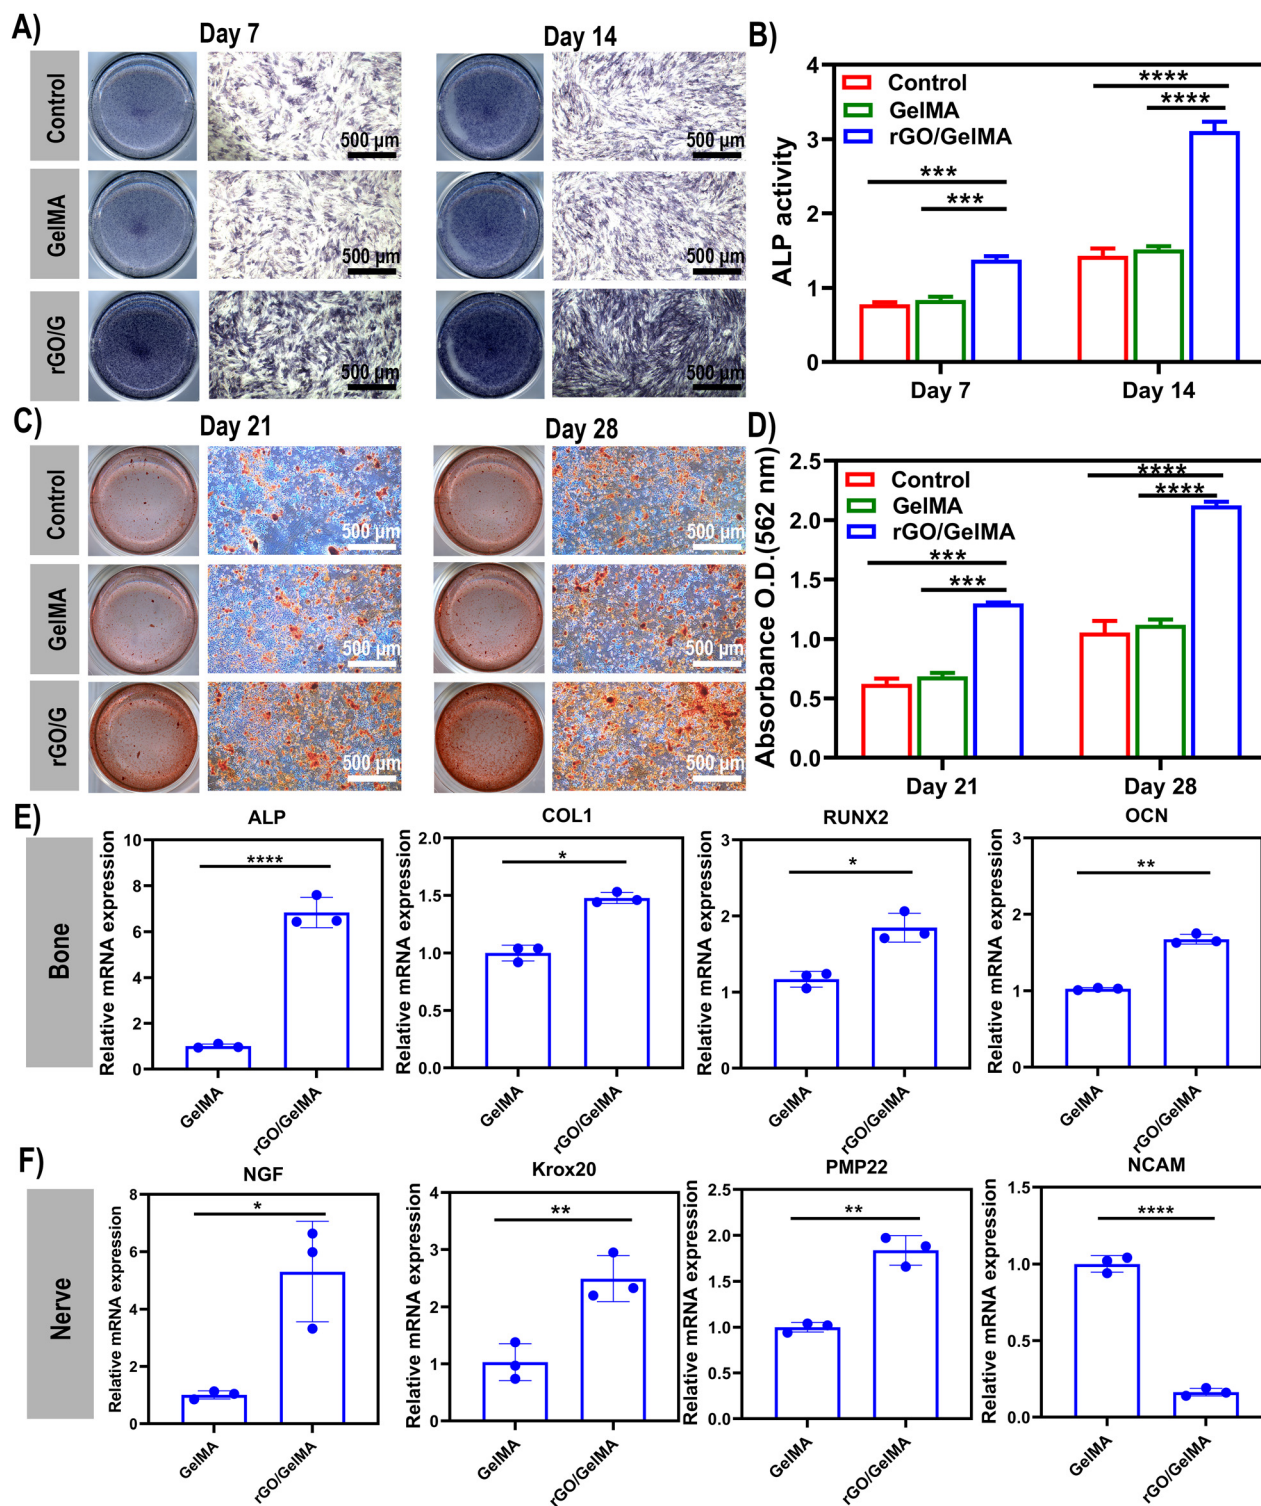 A)
Day 7
Day 14
Control
500 µm
500 µm
GelMA
500 µm
500 µm
rGO/G
500 µm
500 µm
B)
ALP activity
4
3
2
1
0
Control
GelMA
rGO/GelMA
***
***
****
****
Day 7
Day 14
C)
Day 21
Day 28
Control
500 µm
500 µm
GelMA
500 µm
500 µm
rGO/G
500 µm
500 µm
D)
Absorbance O.D.(562 nm)
2.5
2.0
1.5
1.0
0.5
0.0
Control
GelMA
rGO/GelMA
***
***
****
****
Day 21
Day 28
E)
Bone
ALP
Relative mRNA expression
10
8
6
4
2
0
****
GelMA
rGO/GelMA
COL1
Relative mRNA expression
2.0
1.5
1.0
0.5
0.0
*
GelMA
rGO/GelMA
RUNX2
Relative mRNA expression
3
2
1
0
*
GelMA
rGO/GelMA
OCN
Relative mRNA expression
3
2
1
0
**
GelMA
rGO/GelMA
F)
Nerve
NGF
Relative mRNA expression
8
6
4
2
0
*
GelMA
rGO/GelMA
Krox20
Relative mRNA expression
4
3
2
1
0
**
GelMA
rGO/GelMA
PMP22
Relative mRNA expression
2.5
2.0
1.5
1.0
0.5
0.0
**
GelMA
rGO/GelMA
NCAM
Relative mRNA expression
1.5
1.0
0.5
0.0
****
GelMA
rGO/GelMA